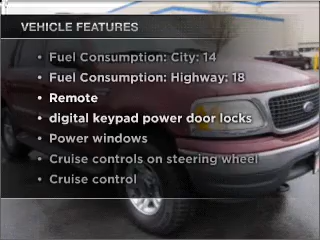 VEHICLE FEATURES
• Fuel Consumption: City: 14
• Fuel Consumption: Highway: 18
• Remote
• digital keypad power door locks
• Power windows
• Cruise controls on steering wheel
• Cruise control